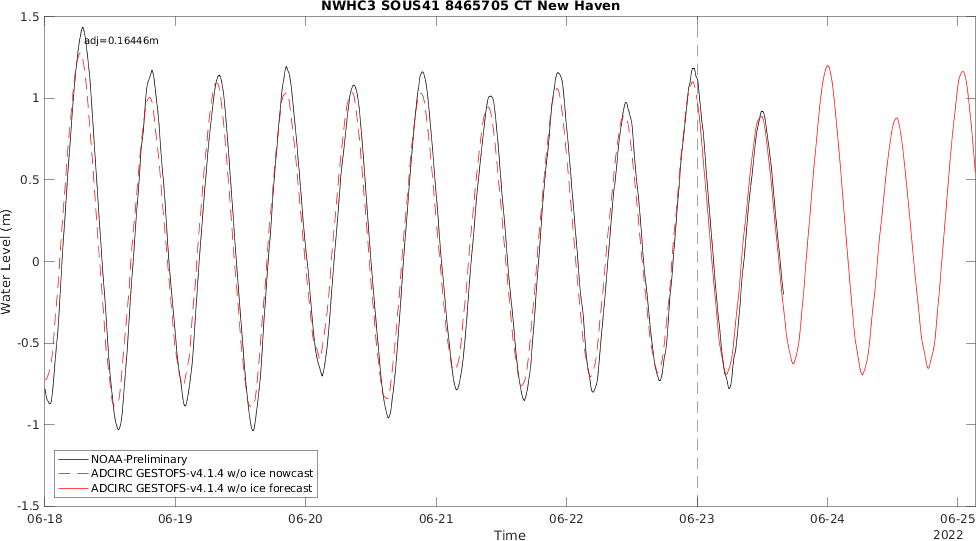 NWHC3 SOUS41 8465705 CT New Haven
adj=0.16446m
1.5
1
0.5
0
-0.5
-1
-1.5
Water Level (m)
NOAA-Preliminary
ADCIRC GESTOFS-v4.1.4 w/o ice nowcast
ADCIRC GESTOFS-v4.1.4 w/o ice forecast
06-18 06-19 06-20 06-21 06-22 06-23 06-24 06-25
Time
2022